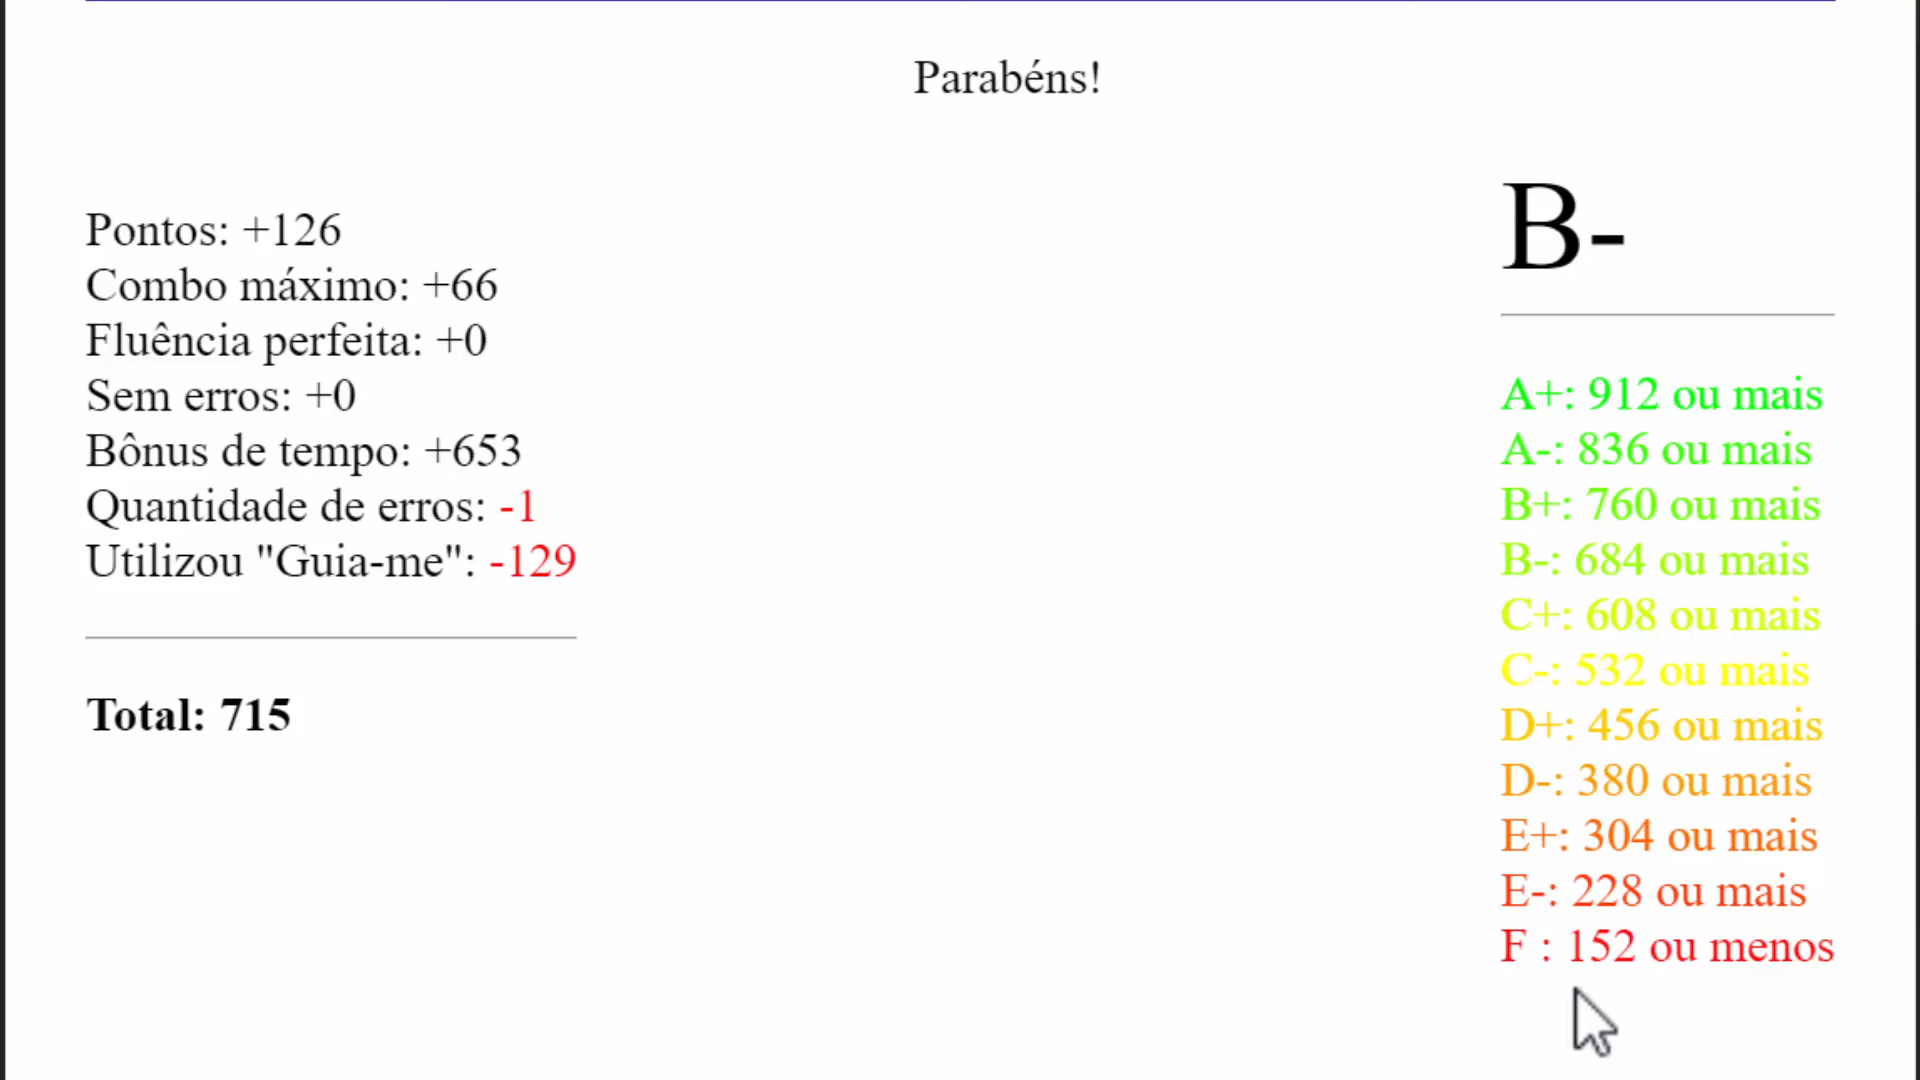 Parabéns!
Pontos: +126
Combo máximo: +66
Fluência perfeita: +0
Sem erros: +0
Bônus de tempo: +653
Quantidade de erros: -1
Utilizou "Guia-me": -129
Total: 715
B-
A+: 912 ou mais
A-: 836 ou mais
B+: 760 ou mais
B-: 684 ou mais
C+: 608 ou mais
C-: 532 ou mais
D+: 456 ou mais
D-: 380 ou mais
E+: 304 ou mais
E-: 228 ou mais
F : 152 ou menos